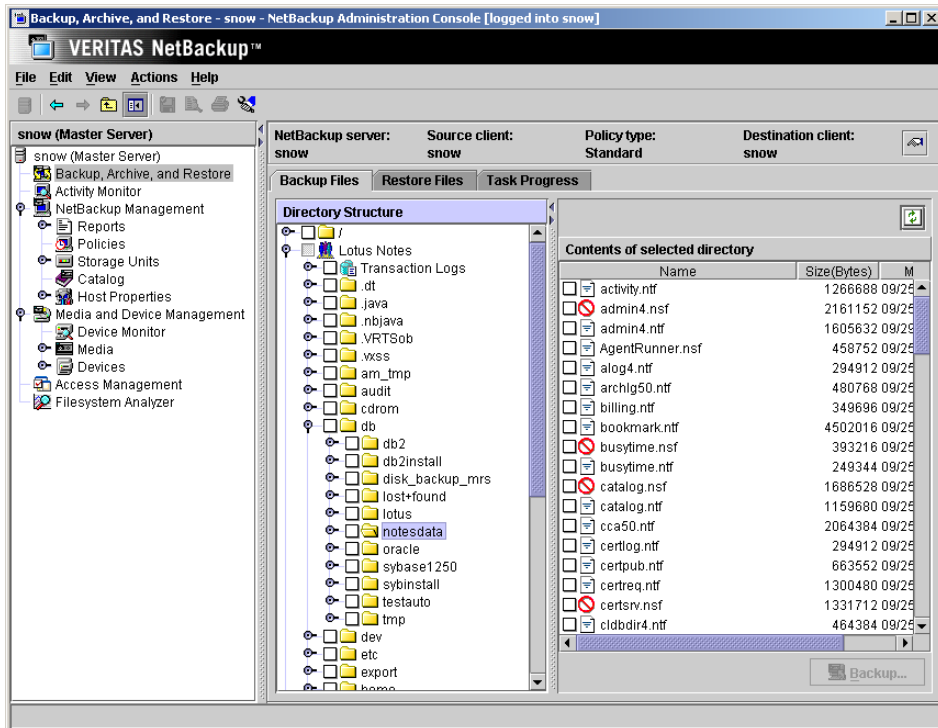 Backup, Archive, and Restore - snow - NetBackup Administration Console [logged into snow]
VERITAS NetBackup™
File Edit View Actions Help
snow (Master Server)
snow (Master Server)
Backup, Archive, and Restore
Activity Monitor
NetBackup Management
Reports
Policies
Storage Units
Catalog
Host Properties
Media and Device Management
Device Monitor
Media
Devices
Access Management
Filesystem Analyzer
NetBackup server: Source client: Policy type: Destination client:
snow snow Standard snow
Backup Files Restore Files Task Progress
Directory Structure
/
Lotus Notes
Transaction Logs
.dt
.java
.nbjava
.VRTSob
.vxss
am_tmp
audit
cdrom
db
db2
db2install
disk_backup_mrs
lost+found
lotus
notesdata
oracle
sybase1250
sybinstall
testauto
tmp
dev
etc
export
home
Contents of selected directory
Name Size(Bytes) M
activity.ntf 1266688 09/25
admin4.nsf 2161152 09/25
admin4.ntf 1605632 09/29
AgentRunner.nsf 458752 09/25
alog4.ntf 294912 09/25
archlg50.ntf 480768 09/25
billing.ntf 349696 09/25
bookmark.ntf 4502016 09/25
busytime.nsf 393216 09/25
busytime.ntf 249344 09/25
catalog.nsf 1686528 09/25
catalog.ntf 1159680 09/25
cca50.ntf 2064384 09/25
certlog.ntf 294912 09/25
certpub.ntf 663552 09/25
certreq.ntf 1300480 09/25
certsrv.nsf 1331712 09/25
cldbdir4.ntf 464384 09/25
Backup...